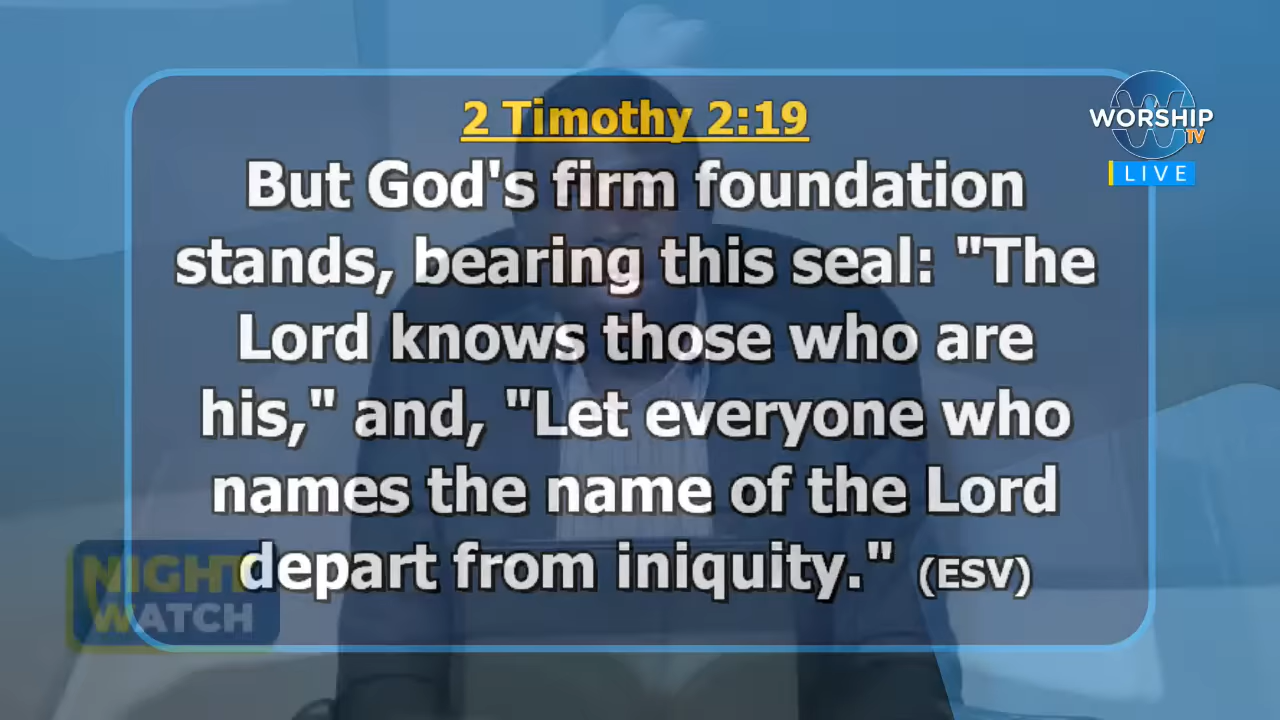 2 Timothy 2:19
But God's firm foundation
stands, bearing this seal: "The
Lord knows those who are
his," and, "Let everyone who
names the name of the Lord
depart from iniquity." (ESV)
WORSHIP
TV
LIVE
NIGHT
WATCH